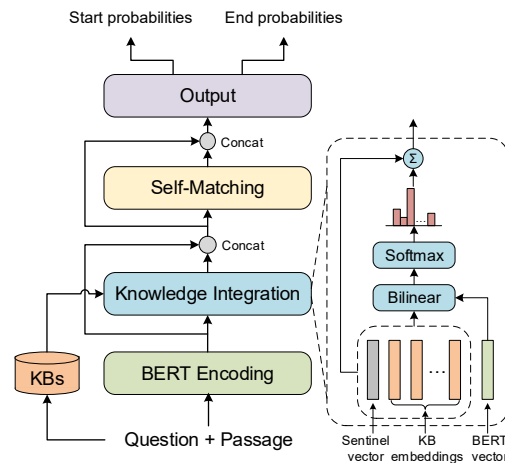 Start probabilities
End probabilities
Output
Concat
Self-Matching
Concat
Knowledge Integration
KBs
BERT Encoding
Question + Passage
Σ
...
Softmax
Bilinear
...
Sentinel
vector
KB
embeddings
BERT
vector